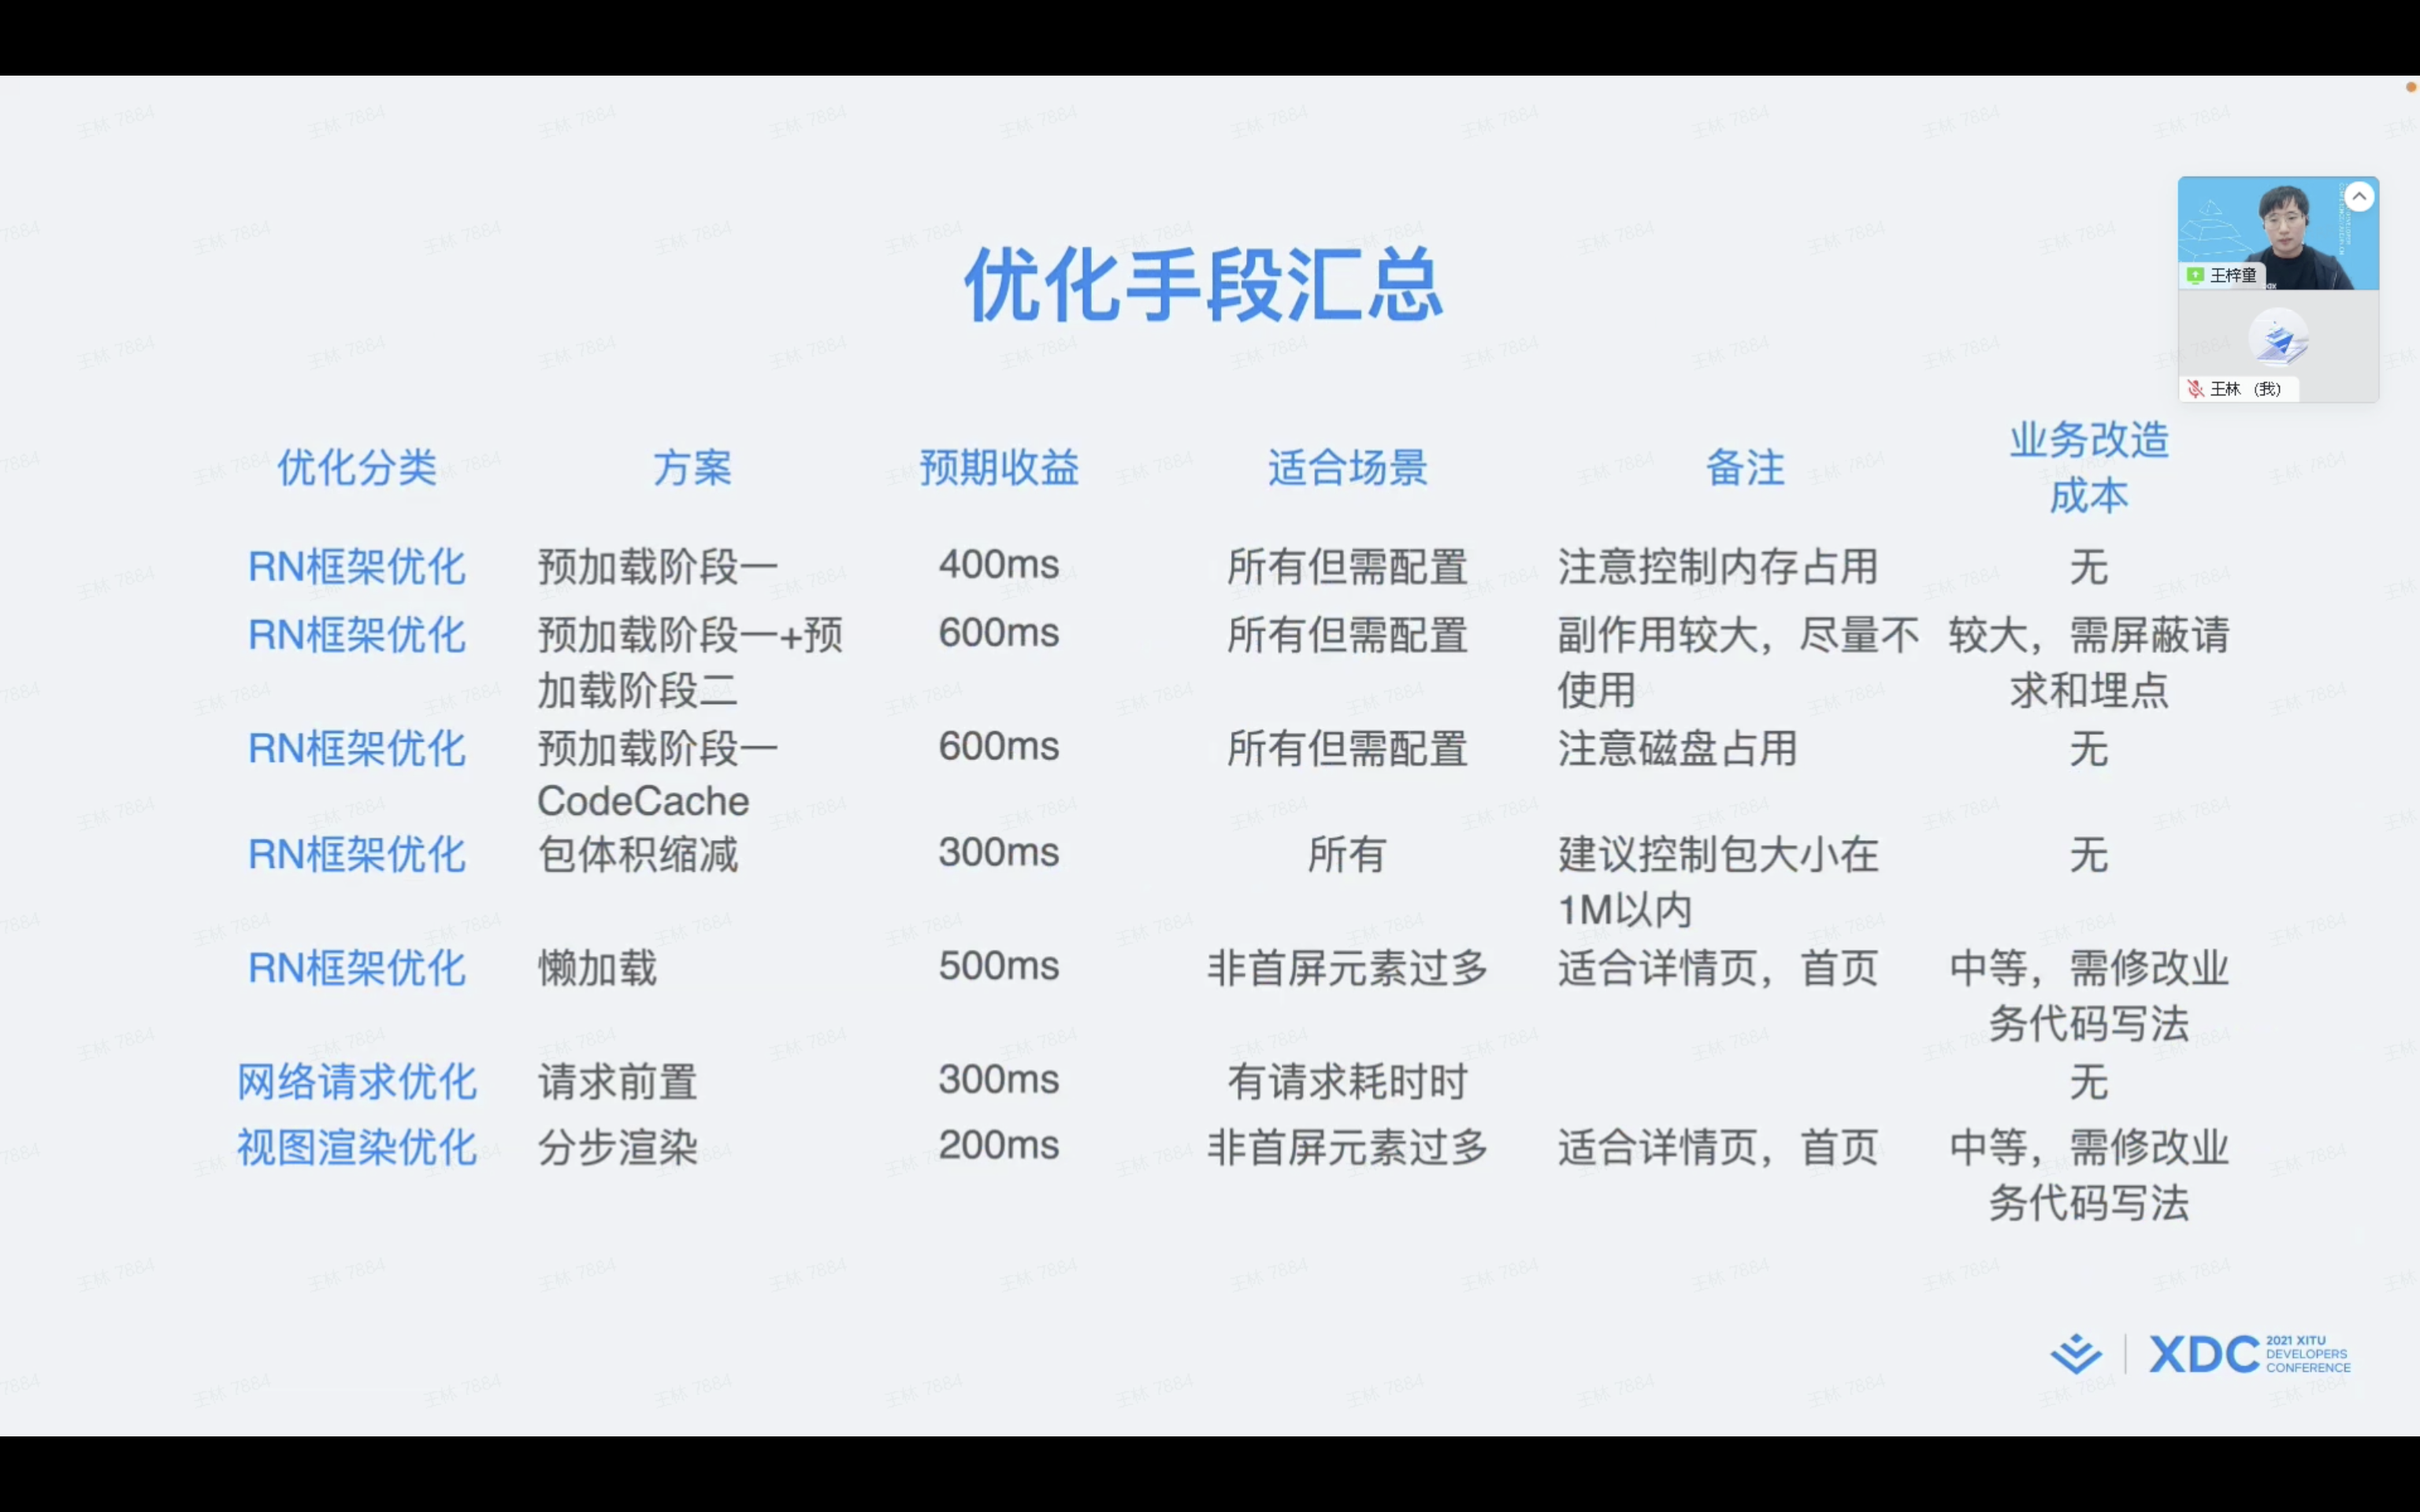 优化手段汇总
王梓童
王林 (我)
优化分类 方案 预期收益 适合场景 备注 业务改造
成本
RN框架优化 预加载阶段一 400ms 所有但需配置 注意控制内存占用 无
RN框架优化 预加载阶段一+预 600ms 所有但需配置 副作用较大，尽量不 较大，需屏蔽请
加载阶段二 使用 求和埋点
RN框架优化 预加载阶段一 600ms 所有但需配置 注意磁盘占用 无
CodeCache
RN框架优化 包体积缩减 300ms 所有 建议控制包大小在 无
1M以内
RN框架优化 懒加载 500ms 非首屏元素过多 适合详情页，首页 中等，需修改业
务代码写法
网络请求优化 请求前置 300ms 有请求耗时时 无
视图渲染优化 分步渲染 200ms 非首屏元素过多 适合详情页，首页 中等，需修改业
务代码写法
XDC 2021 XITU
DEVELOPERS
CONFERENCE
王林 7884